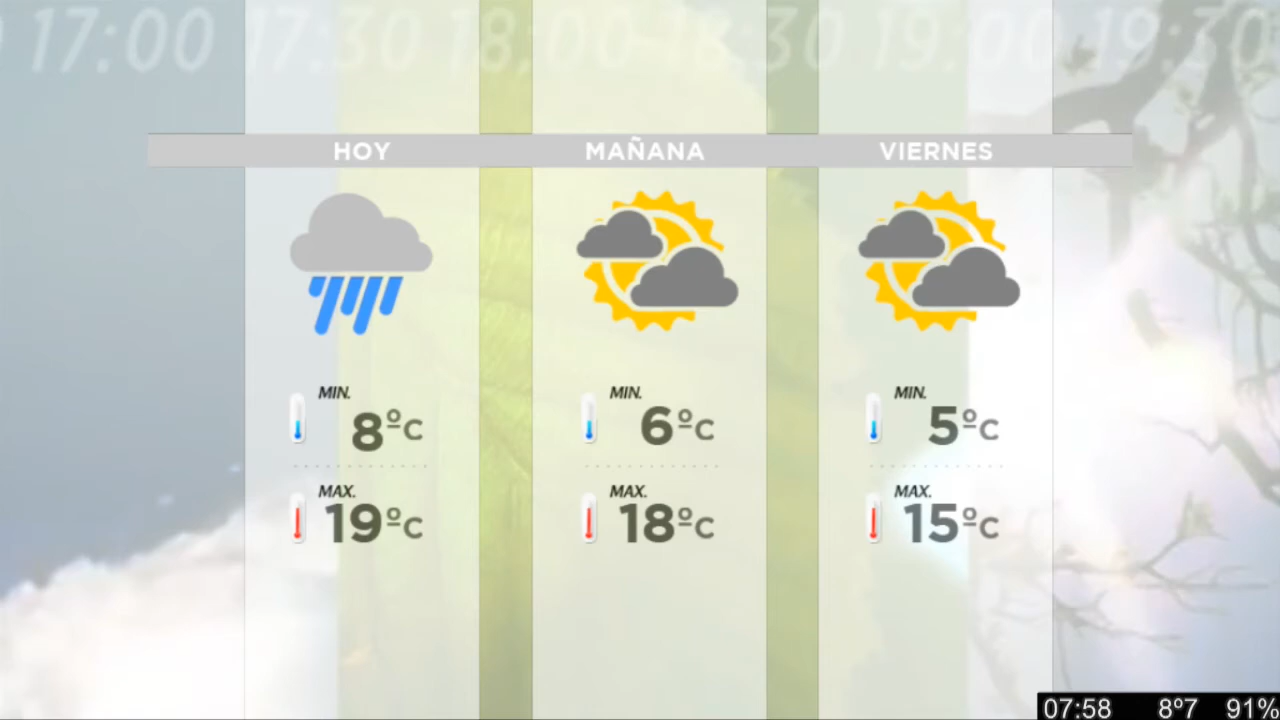 17:00 17:30 18:00 18:30 19:00 19:30
HOY MAÑANA VIERNES
MIN. MIN. MIN.
8ºC 6ºC 5ºC
MAX. MAX. MAX.
19ºC 18ºC 15ºC
07:58 8º7 91%